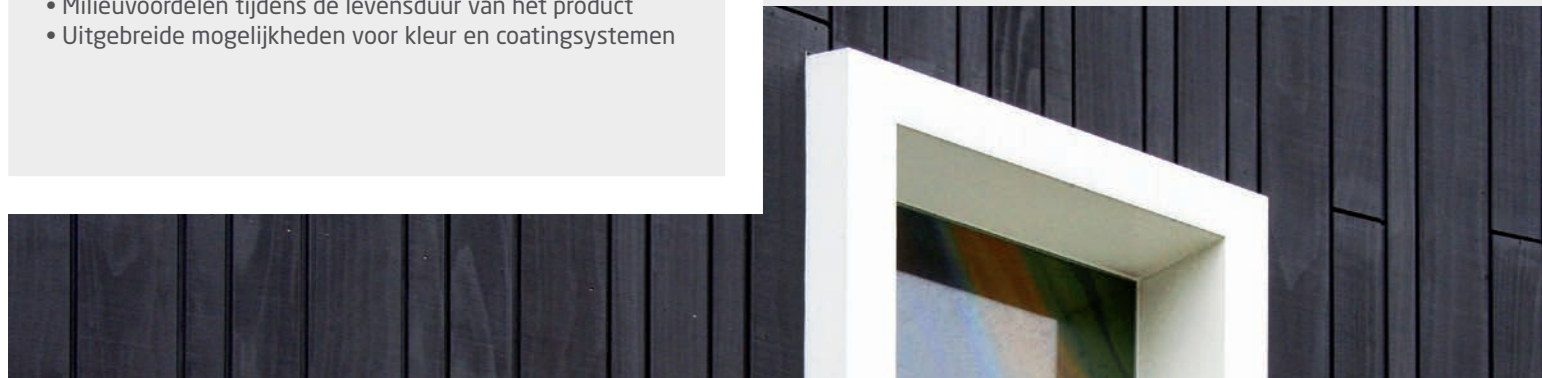 • Milieuvoordelen tijdens de levensduur van het product
• Uitgebreide mogelijkheden voor kleur en coatingsystemen